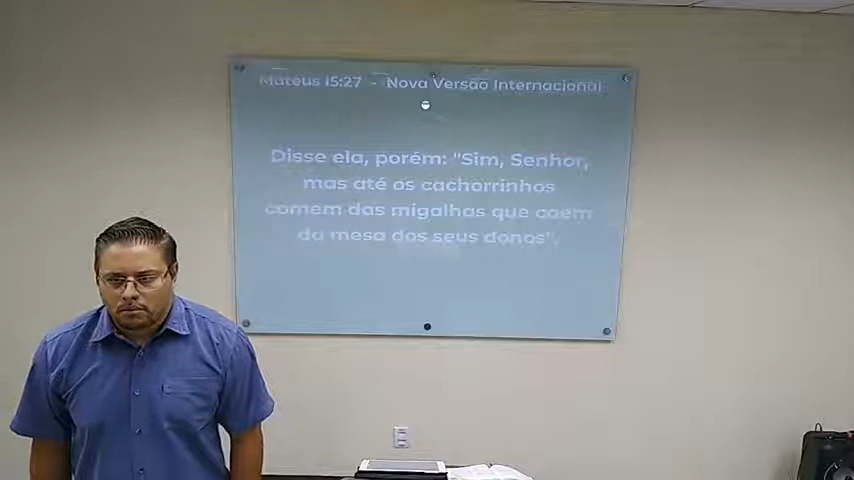 Mateus 15:27 - Nova Versão Internacional
Disse ela, porém: "Sim, Senhor,
mas até os cachorrinhos
comem das migalhas que caem
da mesa dos seus donos".